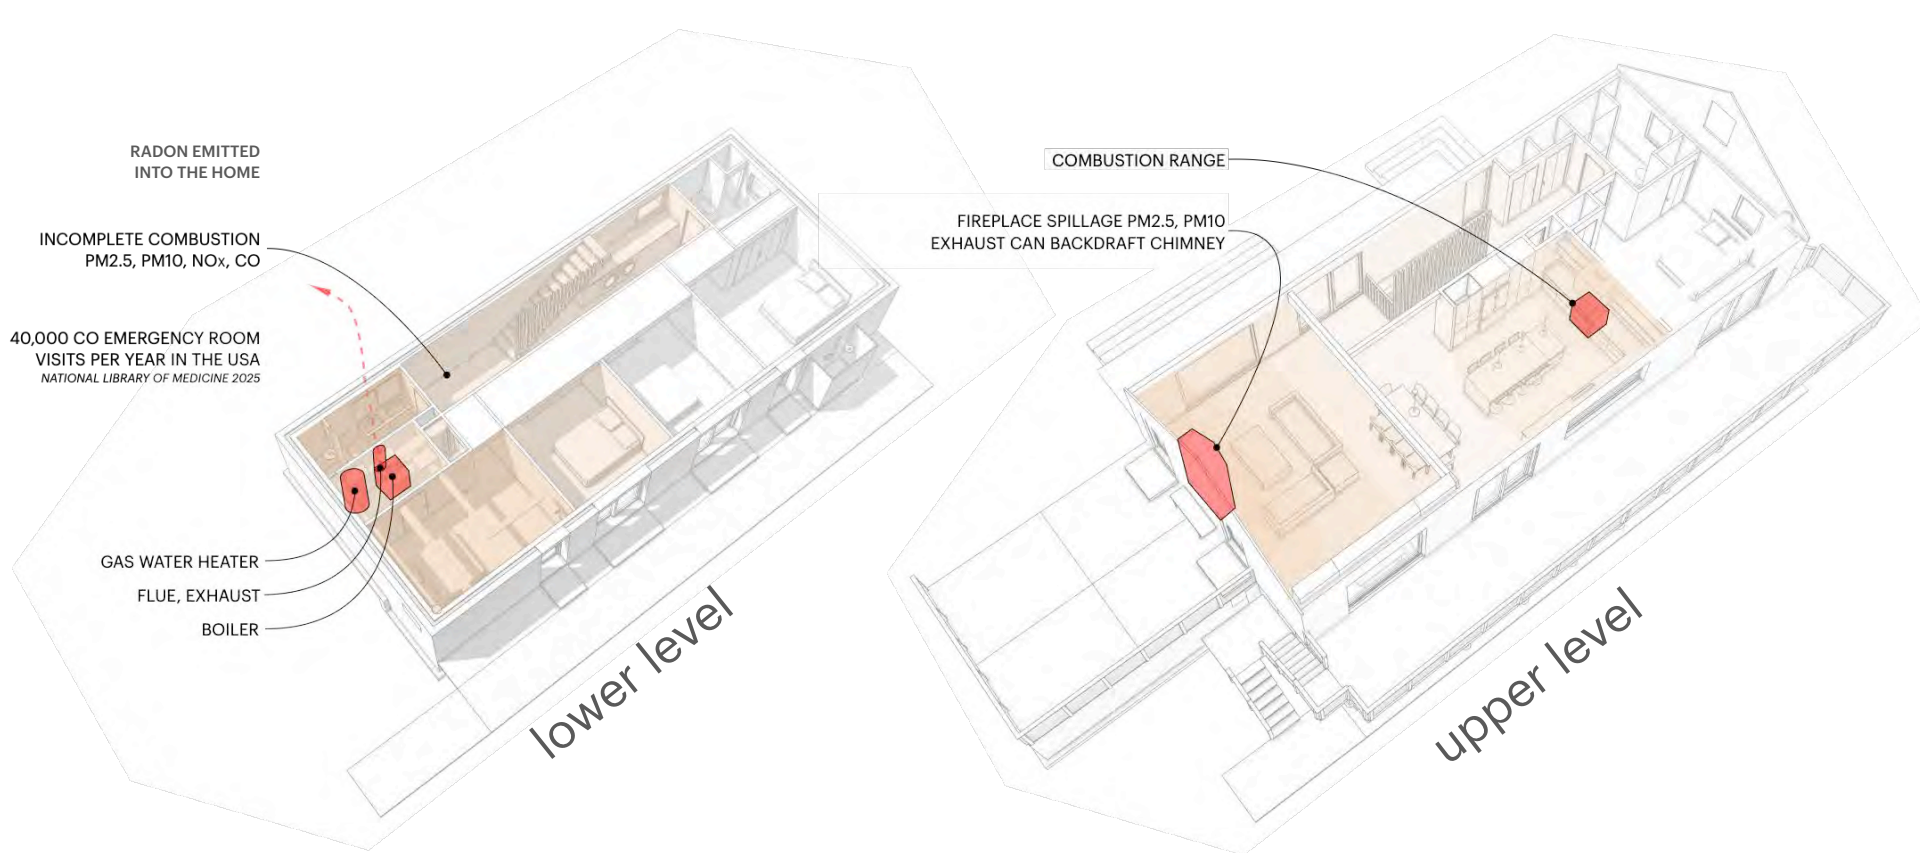 RADON EMITTED
INTO THE HOME
INCOMPLETE COMBUSTION
PM2.5, PM10, NOx, CO
40,000 CO EMERGENCY ROOM
VISITS PER YEAR IN THE USA
NATIONAL LIBRARY OF MEDICINE 2025
GAS WATER HEATER
FLUE, EXHAUST
BOILER
lower level
COMBUSTION RANGE
FIREPLACE SPILLAGE PM2.5, PM10
EXHAUST CAN BACKDRAFT CHIMNEY
upper level